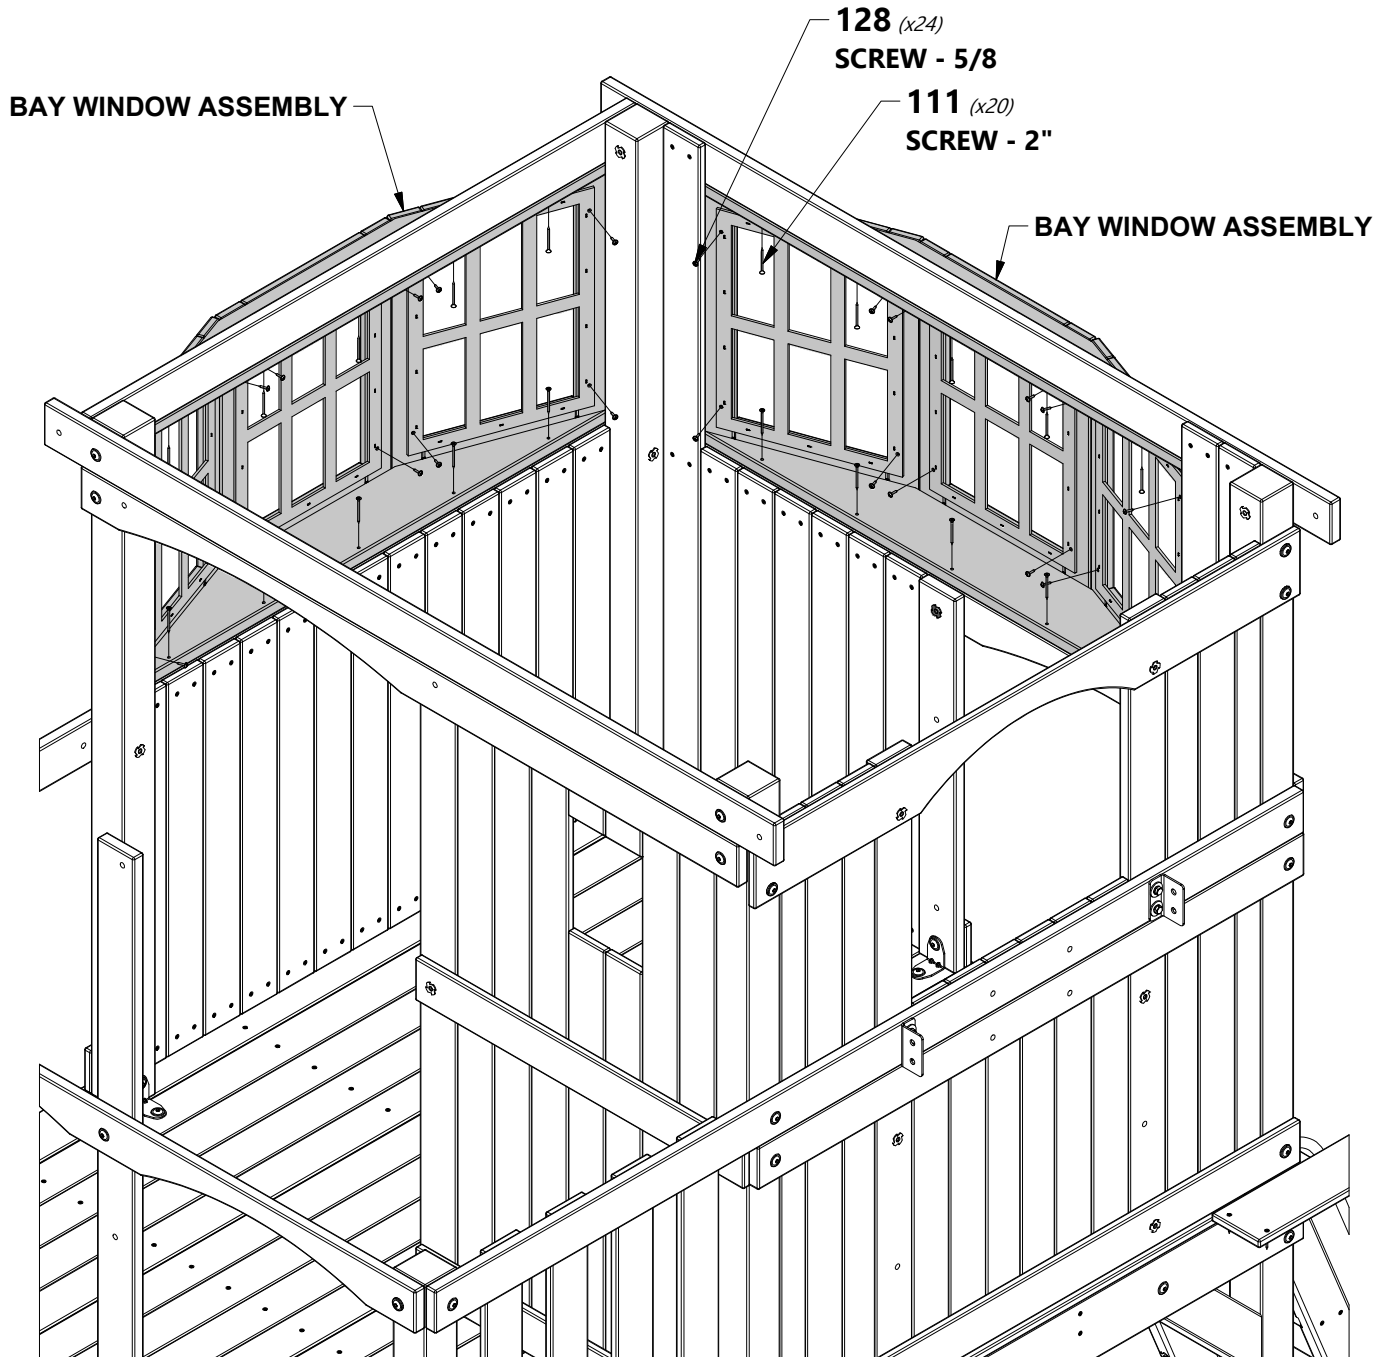 128 (x24)
SCREW - 5/8
BAY WINDOW ASSEMBLY
111 (x20)
SCREW - 2"
BAY WINDOW ASSEMBLY